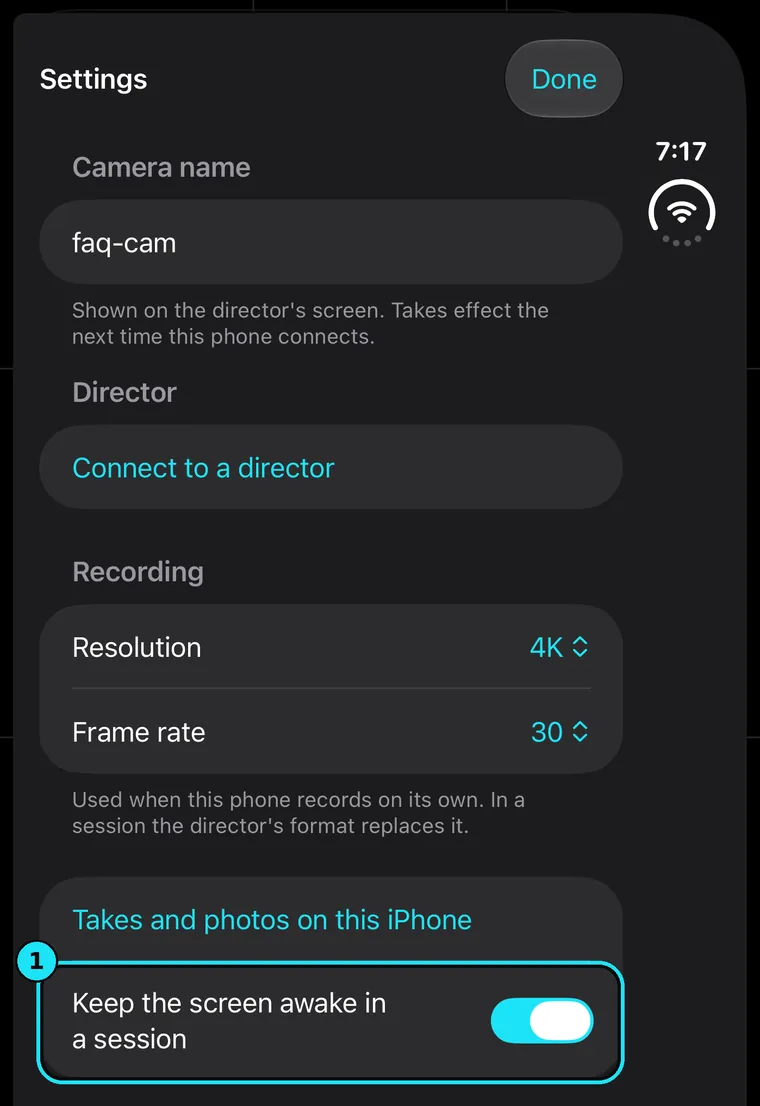 Settings
Done
7:17
Camera name
faq-cam
Shown on the director's screen. Takes effect the
next time this phone connects.
Director
Connect to a director
Recording
Resolution
4K
Frame rate
30
Used when this phone records on its own. In a
session the director's format replaces it.
Takes and photos on this iPhone
1
Keep the screen awake in
a session